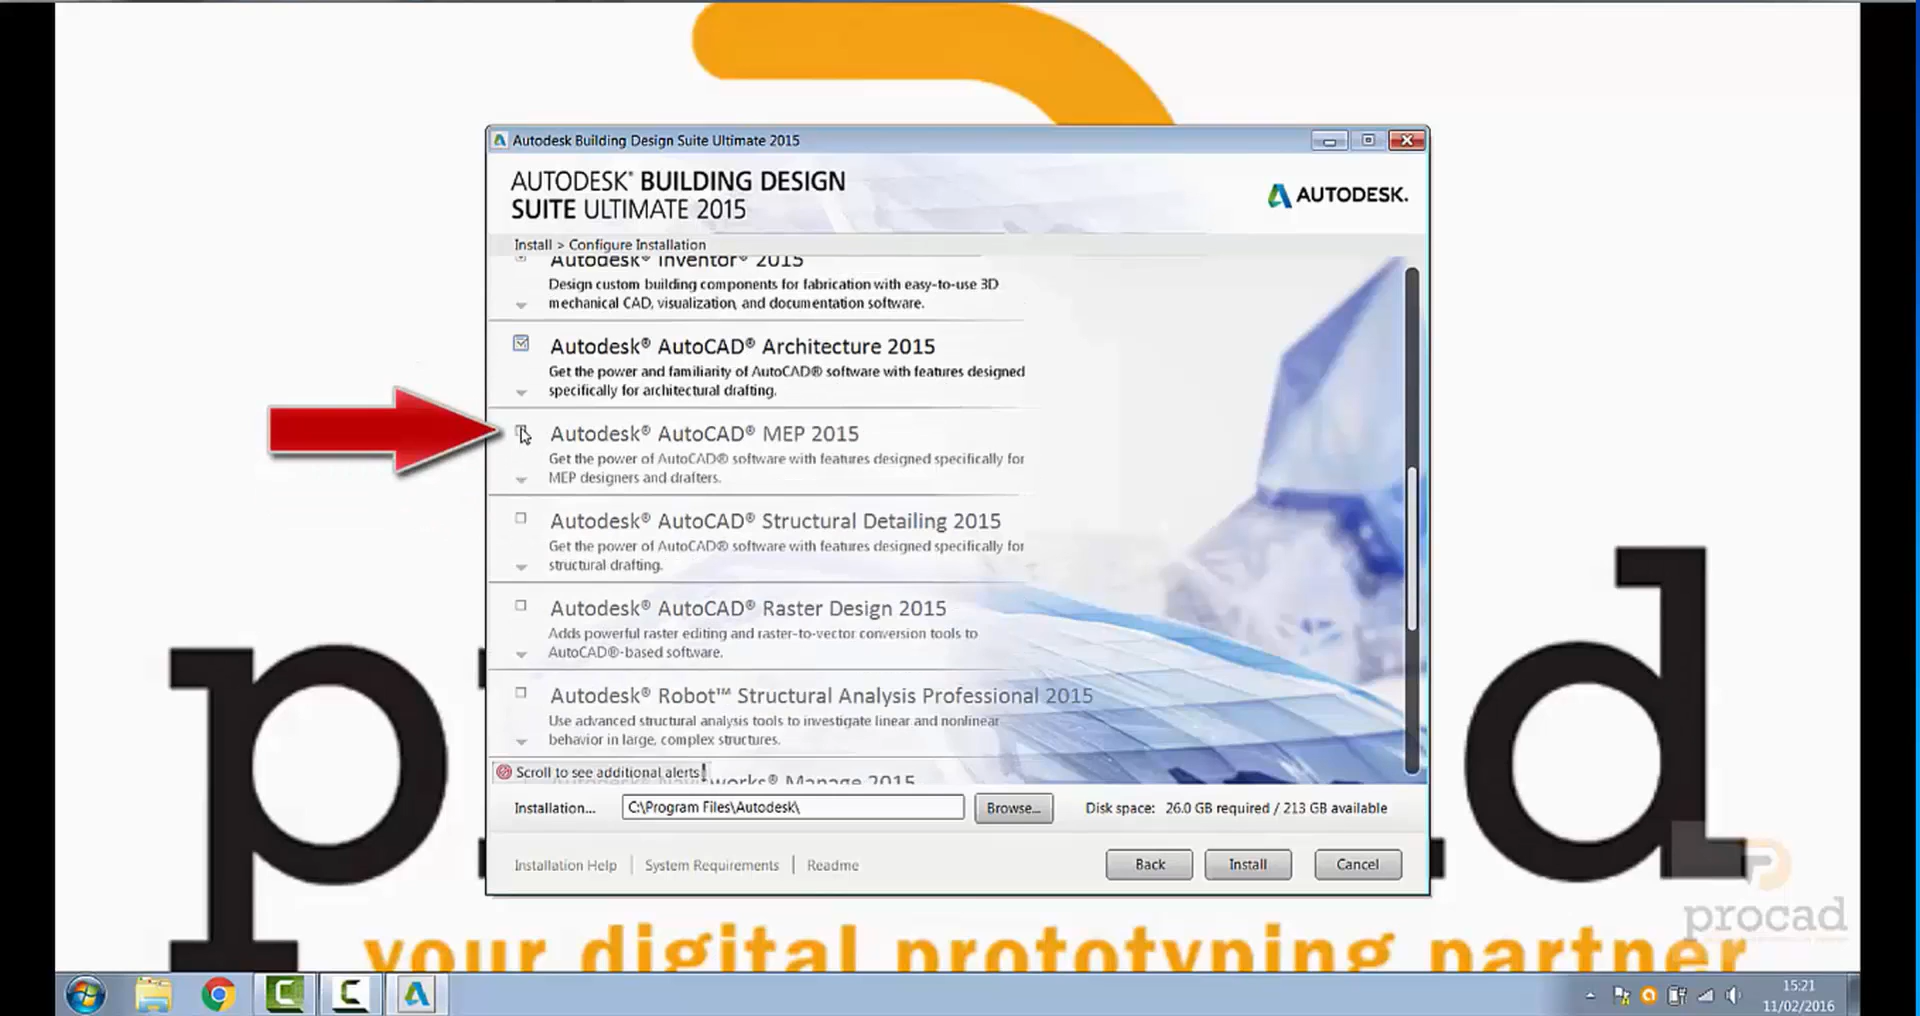 Autodesk Building Design Suite Ultimate 2015
AUTODESK® BUILDING DESIGN
SUITE ULTIMATE 2015
AUTODESK.
Install > Configure Installation
Autodesk® Inventor® 2015
Design custom building components for fabrication with easy-to-use 3D
mechanical CAD, visualization, and documentation software.
Autodesk® AutoCAD® Architecture 2015
Get the power and familiarity of AutoCAD® software with features designed
specifically for architectural drafting.
Autodesk® AutoCAD® MEP 2015
Get the power of AutoCAD® software with features designed specifically for
MEP designers and drafters.
Autodesk® AutoCAD® Structural Detailing 2015
Get the power of AutoCAD® software with features designed specifically for
structural drafting.
Autodesk® AutoCAD® Raster Design 2015
Adds powerful raster editing and raster-to-vector conversion tools to
AutoCAD®-based software.
Autodesk® Robot™ Structural Analysis Professional 2015
Use advanced structural analysis tools to investigate linear and nonlinear
behavior in large, complex structures.
Scroll to see additional alerts!
Manage 2015
Installation... C:\Program Files\Autodesk\ Browse... Disk space: 26.0 GB required / 213 GB available
Installation Help | System Requirements | Readme Back Install Cancel
procad
your digital prototyping partner
15:21
11/02/2016